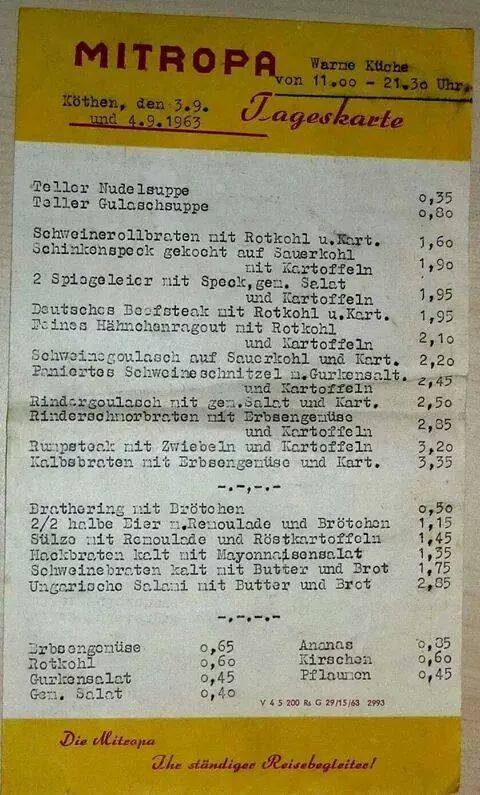 MITROPA
Warme Küche
von 11.00 - 21.30 Uhr.
Köthen, den 3.9.
und 4.9.1963
Tageskarte
Teller Nudelsuppe 0,35
Teller Gulaschsuppe 0,80
Schweinerollbraten mit Rotkohl u.Kart. 1,60
Schinkenspeck gekocht auf Sauerkohl
mit Kartoffeln 1,90
2 Spiegeleier mit Speck,gem. Salat
und Kartoffeln 1,95
Deutsches Beefsteak mit Rotkohl u.Kart. 1,95
Feines Hähnchenragout mit Rotkohl
und Kartoffeln 2,10
Schweinegoulasch auf Sauerkohl und Kart. 2,20
Paniertes Schweineschnitzel m.Gurkensalt.
und Kartoffeln 2,45
Rindergoulasch mit gem.Salat und Kart. 2,50
Rinderschmorbraten mit Erbsengemüse
und Kartoffeln 2,85
Rumpsteak mit Zwiebeln und Kartoffeln 3,20
Kalbsbraten mit Erbsengemüse und Kart. 3,35
-.-,-.-
Brathering mit Brötchen 0,50
2/2 halbe Eier m.Remoulade und Brötchen 1,15
Sülze mit Remoulade und Röstkartoffeln 1,45
Hackbraten kalt mit Mayonnaisensalat 1,35
Schweinebraten kalt mit Butter und Brot 1,75
Ungarische Salami mit Butter und Brot 2,85
-.-.-.-
Erbsengemüse 0,65 Ananas 0,85
Rotkohl 0,60 Kirschen 0,60
Gurkensalat 0,45 Pflaumen 0,45
Gem. Salat 0,40
V 4 5 200 Rs G 29/15/63 2993
Die Mitropa
Ihr ständiger Reisebegleiter!